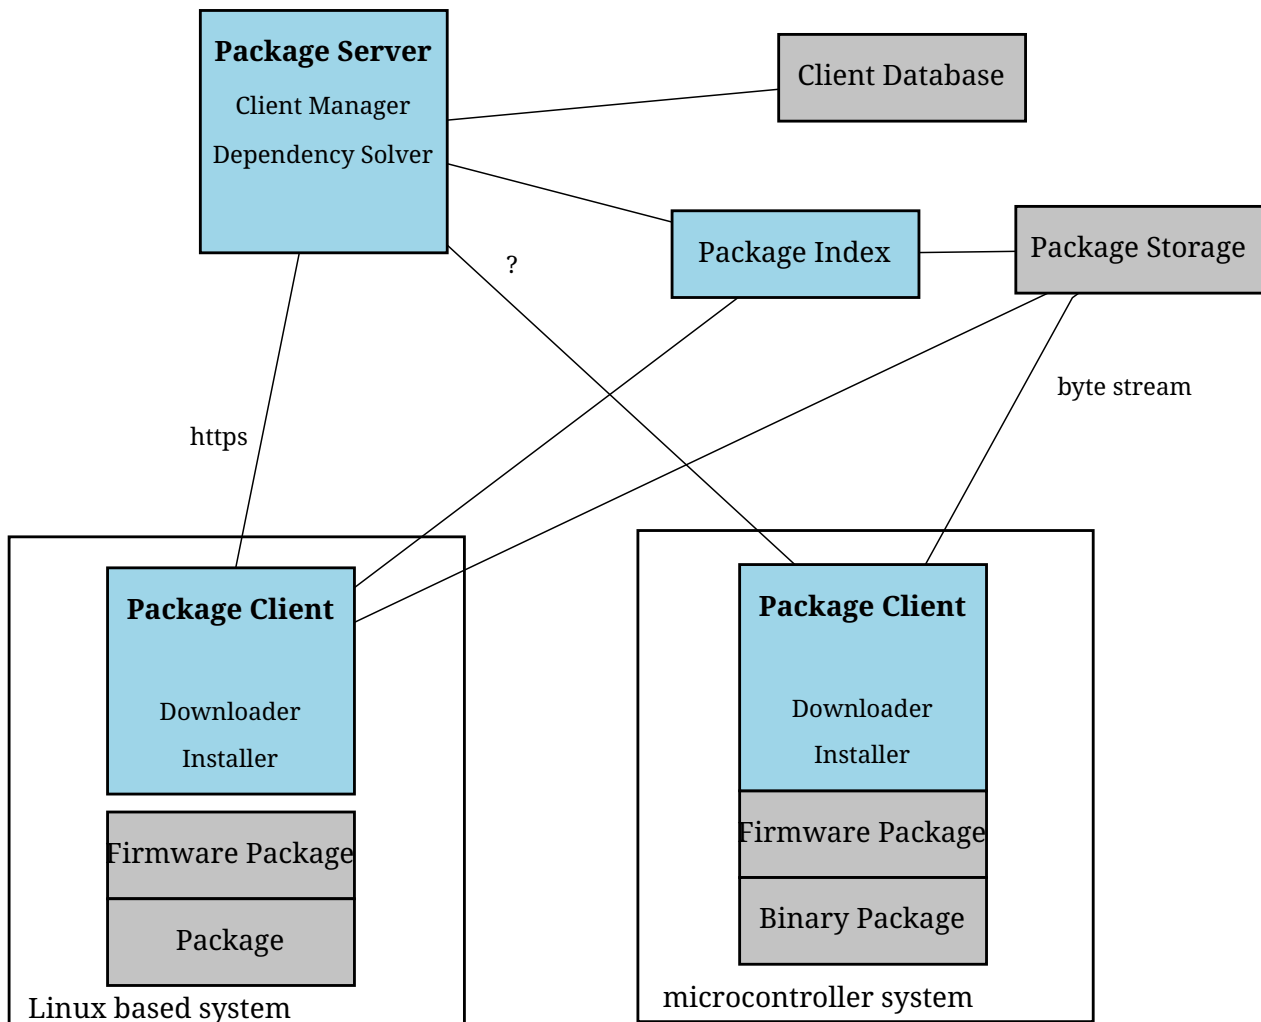 Package Server
Client Manager
Dependency Solver
Client Database
Package Index
Package Storage
?
byte stream
https
Package Client
Downloader
Installer
Firmware Package
Package
Linux based system
Package Client
Downloader
Installer
Firmware Package
Binary Package
microcontroller system